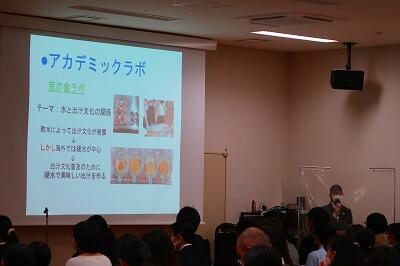 ●アカデミックラボ
京の食ラボ
テーマ：水と出汁文化の関係
軟水によって出汁文化が発展
↓
しかし海外では硬水が中心
↓
出汁文化普及のために
硬水で美味しい出汁を作る